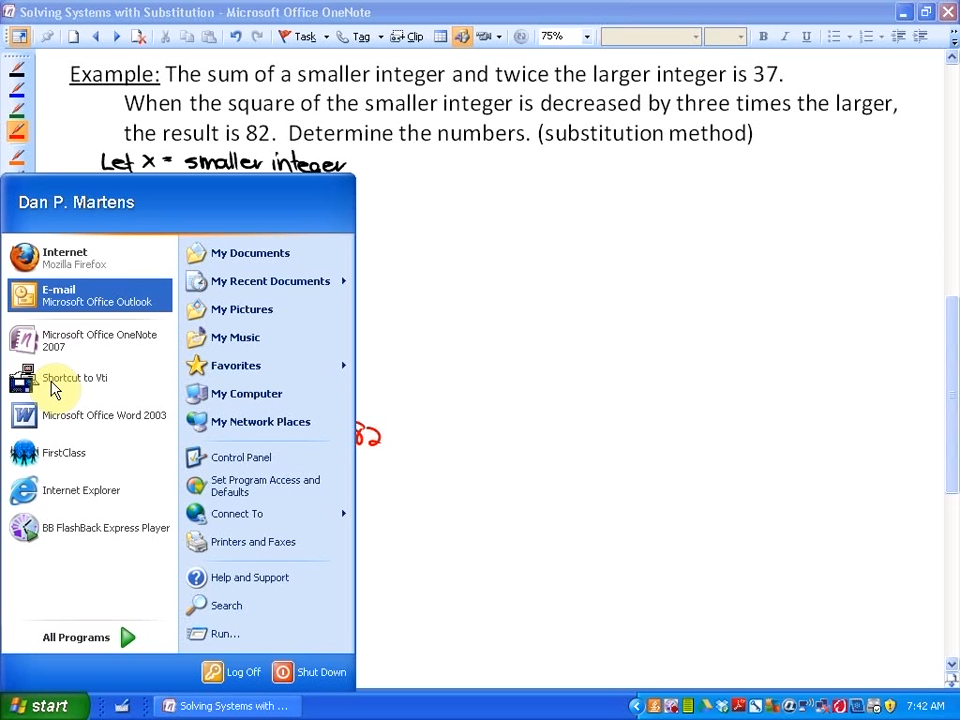 Solving Systems with Substitution - Microsoft Office OneNote
Task Tag Clip 75% B I U
Example: The sum of a smaller integer and twice the larger integer is 37.
When the square of the smaller integer is decreased by three times the larger,
the result is 82. Determine the numbers. (substitution method)
Let x = smaller integer
Dan P. Martens
Internet
Mozilla Firefox
E-mail
Microsoft Office Outlook
Microsoft Office OneNote
2007
Shortcut to Vti
Microsoft Office Word 2003
FirstClass
Internet Explorer
BB FlashBack Express Player
All Programs
My Documents
My Recent Documents
My Pictures
My Music
Favorites
My Computer
My Network Places
Control Panel
Set Program Access and
Defaults
Connect To
Printers and Faxes
Help and Support
Search
Run...
82
Log Off Shut Down
start Solving Systems with ... 7:42 AM